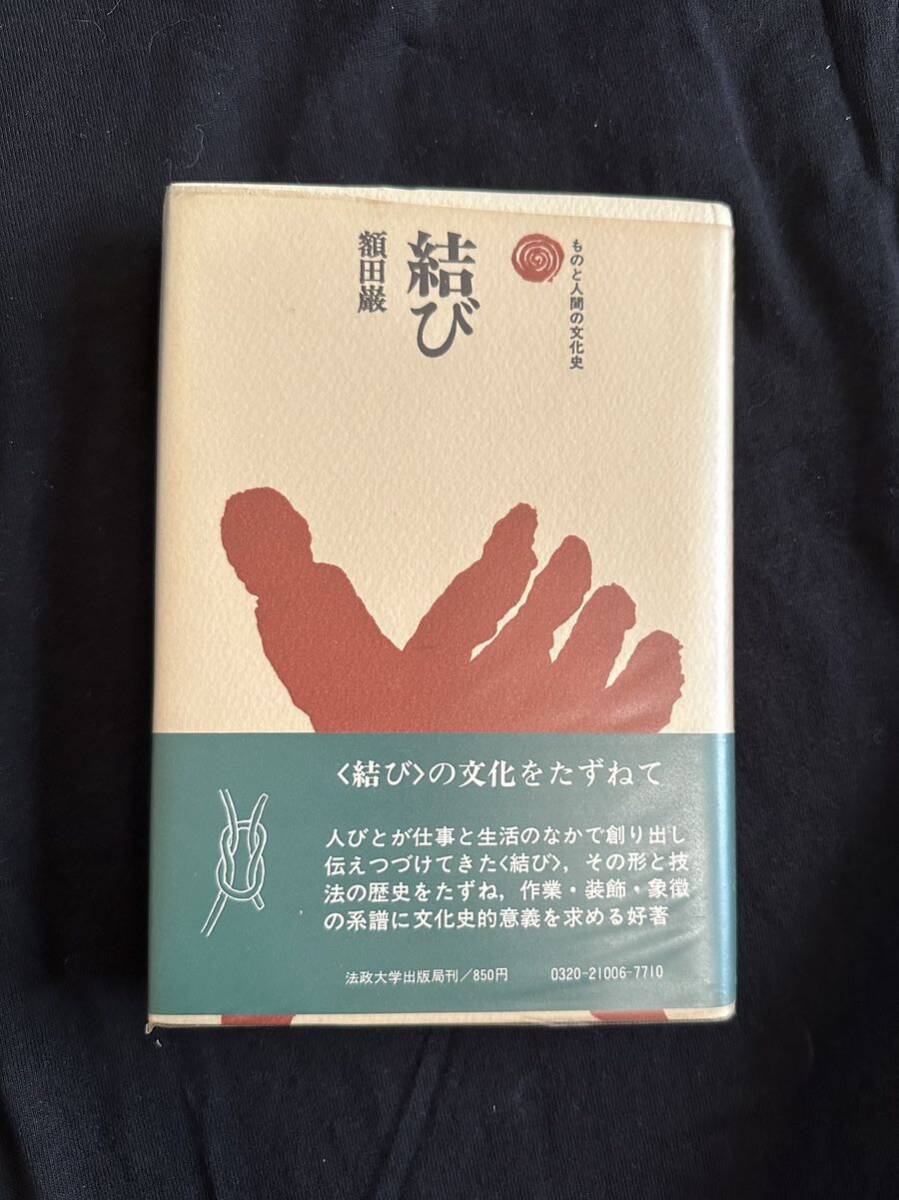 ものと人間の文化史
結び
額田巌
〈結び〉の文化をたずねて
人びとが仕事と生活のなかで創り出し
伝えつづけてきた〈結び〉，その形と技
法の歴史をたずね，作業・装飾・象徴
の系譜に文化史的意義を求める好著
法政大学出版局刊／850円 0320-21006-7710